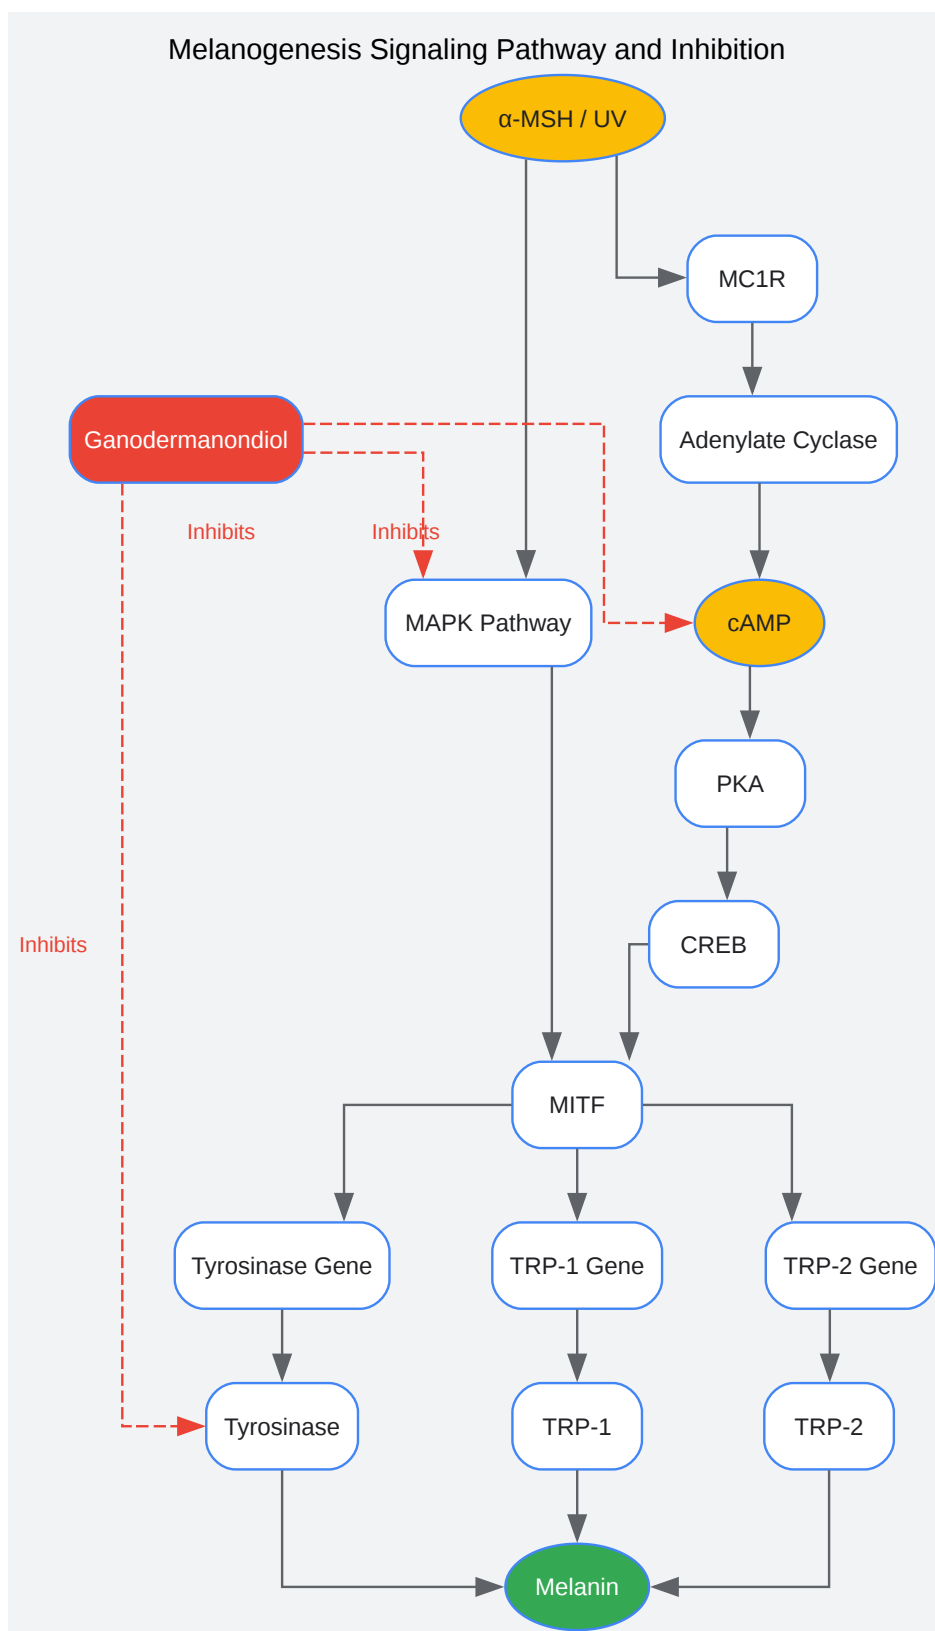 Melanogenesis Signaling Pathway and Inhibition
α-MSH / UV
MC1R
Ganodermanondiol
Adenylate Cyclase
Inhibits
Inhibits
MAPK Pathway
cAMP
PKA
Inhibits
CREB
MITF
Tyrosinase Gene
TRP-1 Gene
TRP-2 Gene
Tyrosinase
TRP-1
TRP-2
Melanin